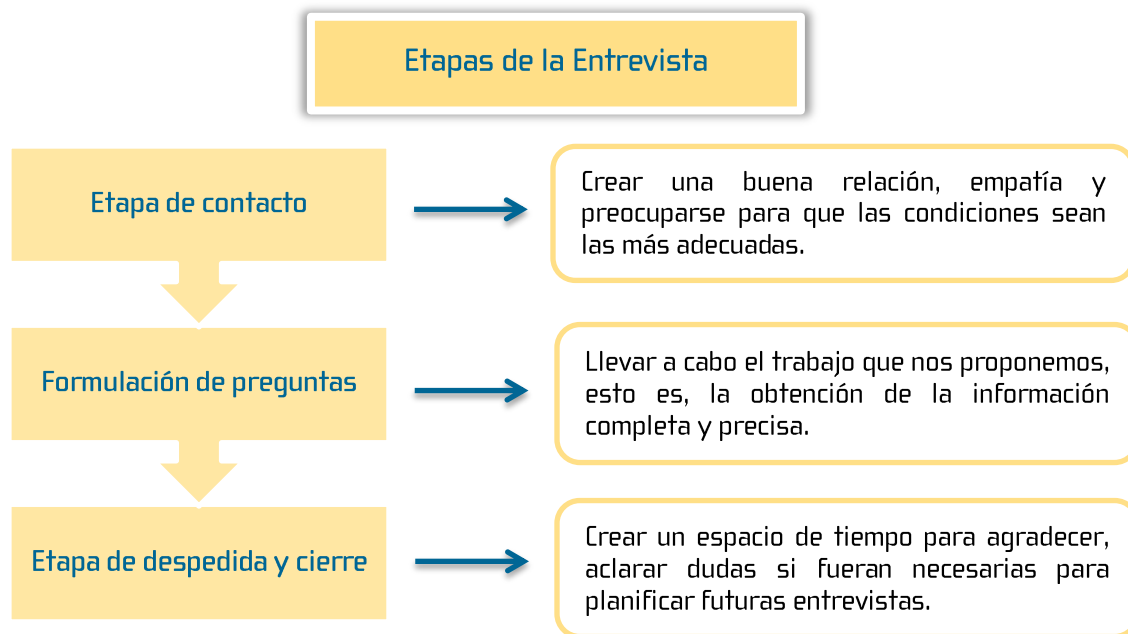 Etapas de la Entrevista
Etapa de contacto
Crear una buena relación, empatía y
preocuparse para que las condiciones sean
las más adecuadas.
Formulación de preguntas
Llevar a cabo el trabajo que nos proponemos,
esto es, la obtención de la información
completa y precisa.
Etapa de despedida y cierre
Crear un espacio de tiempo para agradecer,
aclarar dudas si fueran necesarias para
planificar futuras entrevistas.